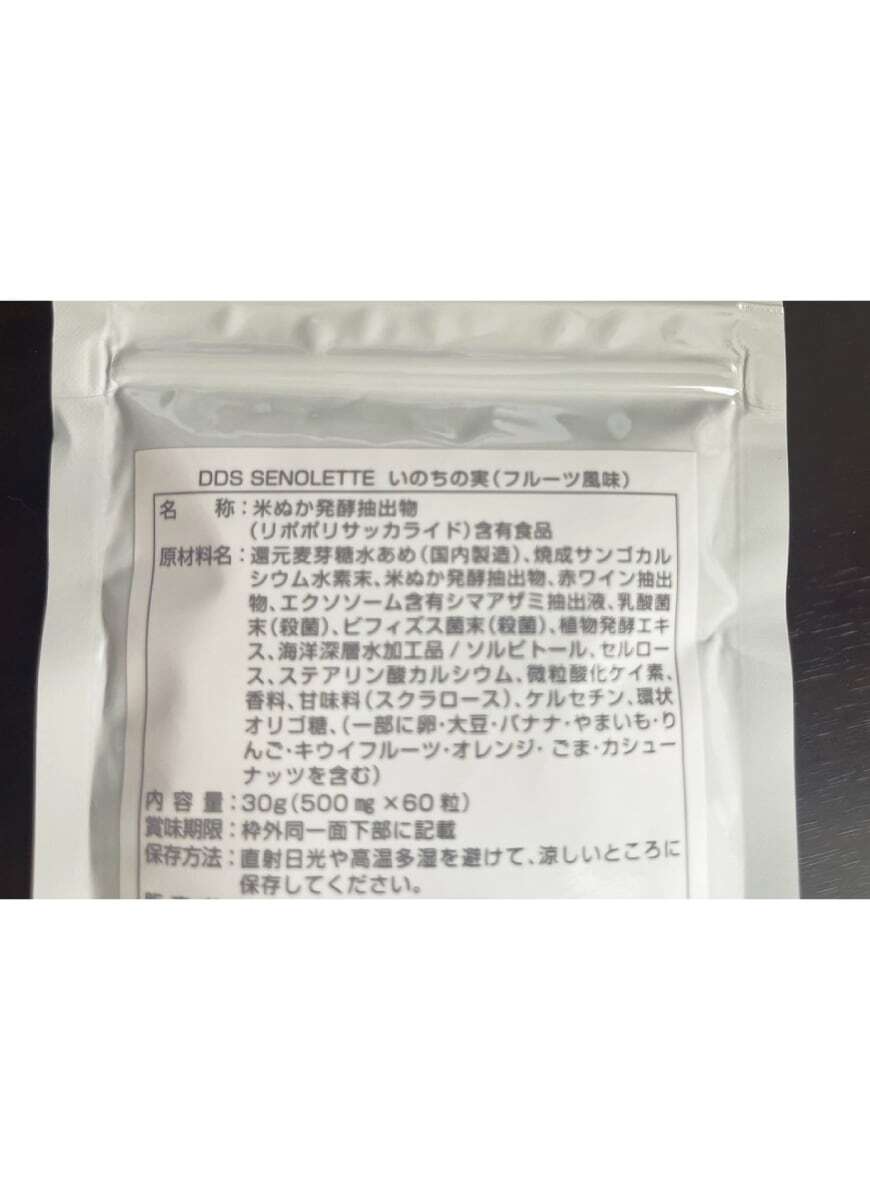 DDS SENOLETTE いのちの実(フルーツ風味)
名　　称：米ぬか発酵抽出物
(リポポリサッカライド)含有食品
原材料名：還元麦芽糖水あめ(国内製造)、焼成サンゴカル
シウム水素末、米ぬか発酵抽出物、赤ワイン抽出
物、エクソソーム含有シマアザミ抽出液、乳酸菌
末(殺菌)、ビフィズス菌末(殺菌)、植物発酵エキ
ス、海洋深層水加工品/ソルビトール、セルロー
ス、ステアリン酸カルシウム、微粒酸化ケイ素、
香料、甘味料(スクラロース)、ケルセチン、環状
オリゴ糖、(一部に卵・大豆・バナナ・やまいも・り
んご・キウイフルーツ・オレンジ・ごま・カシュー
ナッツを含む)
内 容 量：30g(500㎎×60粒)
賞味期限：枠外同一面下部に記載
保存方法：直射日光や高温多湿を避けて、涼しいところに
保存してください。